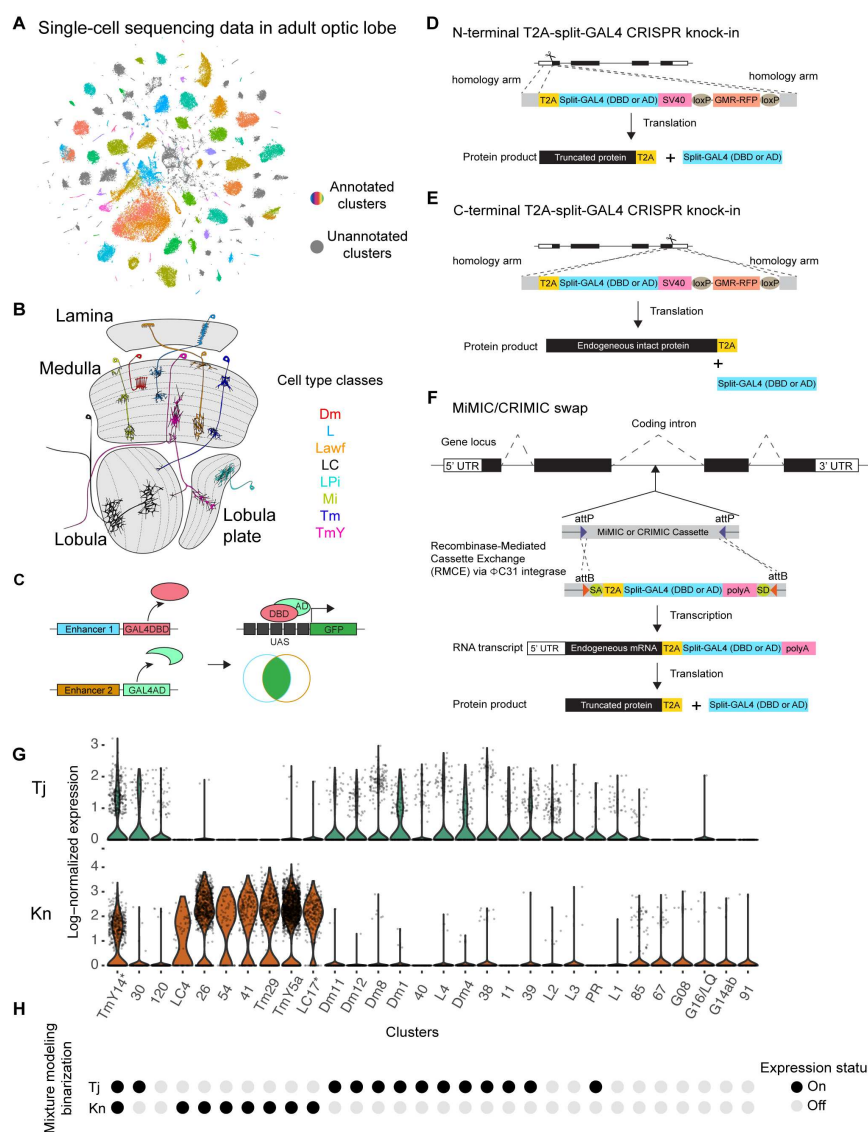 A
Single-cell sequencing data in adult optic lobe
Annotated
clusters
Unannotated
clusters
B
Lamina
Medulla
Lobula
Lobula
plate
Cell type classes
Dm
L
Lawf
LC
LPi
Mi
Tm
TmY
C
Enhancer 1 GAL4DBD
Enhancer 2 GAL4AD
DBD AD
UAS GFP
D
N-terminal T2A-split-GAL4 CRISPR knock-in
homology arm homology arm
T2A Split-GAL4 (DBD or AD) SV40 loxP GMR-RFP loxP
Translation
Protein product Truncated protein T2A + Split-GAL4 (DBD or AD)
E
C-terminal T2A-split-GAL4 CRISPR knock-in
homology arm homology arm
T2A Split-GAL4 (DBD or AD) SV40 loxP GMR-RFP loxP
Translation
Protein product Endogeneous intact protein T2A
+
Split-GAL4 (DBD or AD)
F
MiMIC/CRIMIC swap
Coding intron
Gene locus
5' UTR 3' UTR
attP attP
MiMIC or CRIMIC Cassette
Recombinase-Mediated
Cassette Exchange
(RMCE) via ΦC31 integrase
attB attB
SA T2A Split-GAL4 (DBD or AD) polyA SD
Transcription
RNA transcript 5' UTR Endogeneous mRNA T2A Split-GAL4 (DBD or AD) polyA
Translation
Protein product Truncated protein T2A + Split-GAL4 (DBD or AD)
G
Log−normalized expression
Tj
3
2
1
0
Kn
4
3
2
1
0
TmY14* 30 120 LC4 26 54 41 Tm29 TmY5a LC17* Dm11 Dm12 Dm8 Dm1 40 L4 Dm4 38 11 39 L2 L3 PR L1 85 67 G08 G16/LQ G14ab 91
Clusters
H
Mixture modeling
binarization
Tj
Kn
Expression status
On
Off